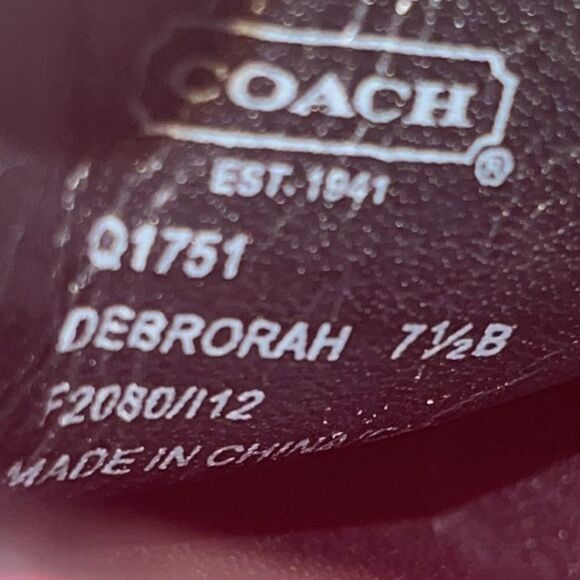 COACH
®
EST. 1941
Q1751
DEBRORAH 7½B
F2080/I12
MADE IN CHINA